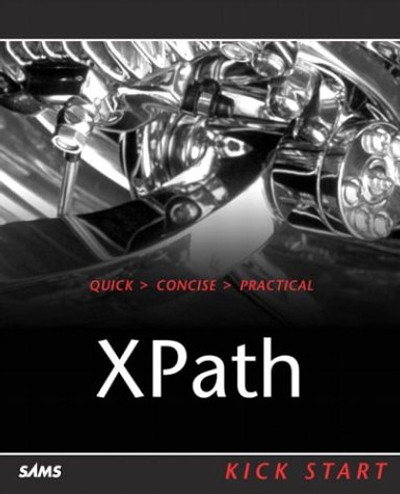 QUICK > CONCISE > PRACTICAL
XPath
SAMS
KICK START